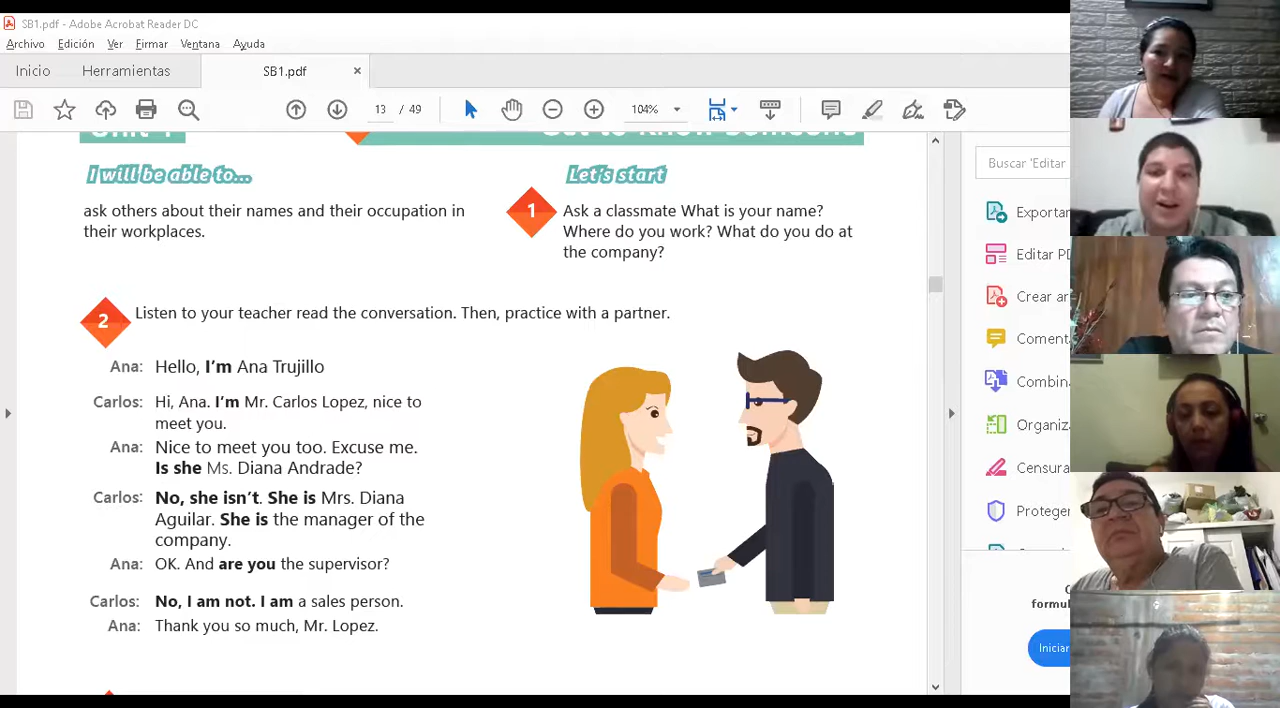 SB1.pdf - Adobe Acrobat Reader DC
Archivo Edición Ver Firmar Ventana Ayuda
Inicio Herramientas SB1.pdf ×
13 / 49 104%
Get to know someone
I will be able to...
ask others about their names and their occupation in
their workplaces.
Let's start
1 Ask a classmate What is your name?
Where do you work? What do you do at
the company?
2 Listen to your teacher read the conversation. Then, practice with a partner.
Ana: Hello, I'm Ana Trujillo
Carlos: Hi, Ana. I'm Mr. Carlos Lopez, nice to
meet you.
Ana: Nice to meet you too. Excuse me.
Is she Ms. Diana Andrade?
Carlos: No, she isn't. She is Mrs. Diana
Aguilar. She is the manager of the
company.
Ana: OK. And are you the supervisor?
Carlos: No, I am not. I am a sales person.
Ana: Thank you so much, Mr. Lopez.
Buscar 'Editar
Exportar
Editar PD
Crear ar
Coment
Combin
Organiz
Censura
Proteger
formul
Iniciar